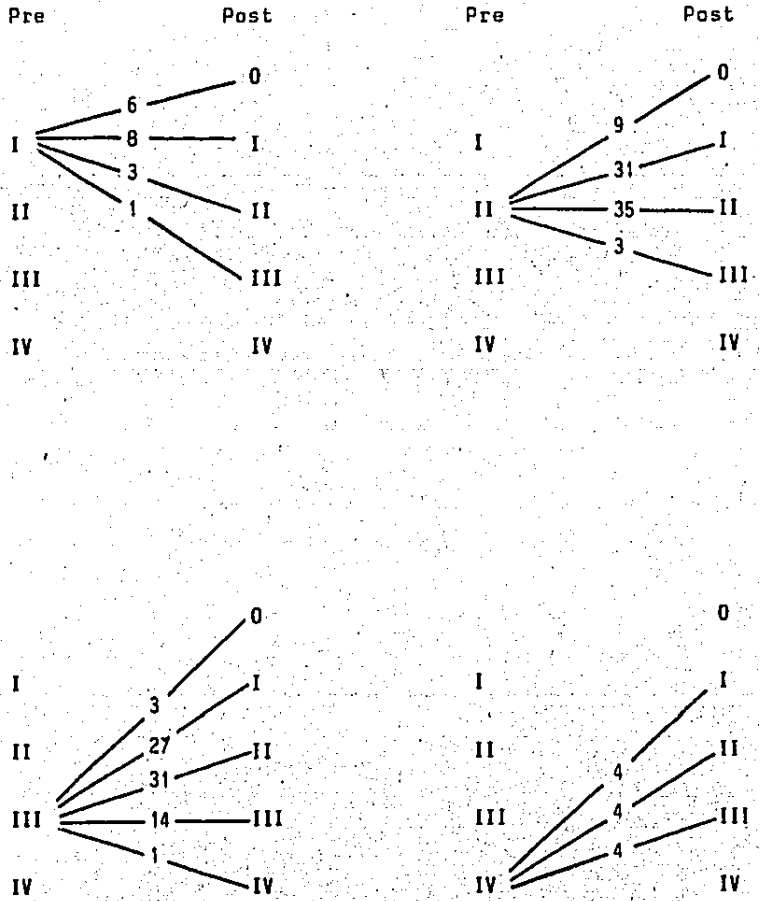 Pre Post Pre Post
0 0
6
9
I 8 I I I
3 31
II 1 II II 35 II
3
III III III III
IV IV IV IV
0 0
I I I I
3
II 27 II II II
31 4
III 14 III III 4 III
1 4
IV IV IV IV